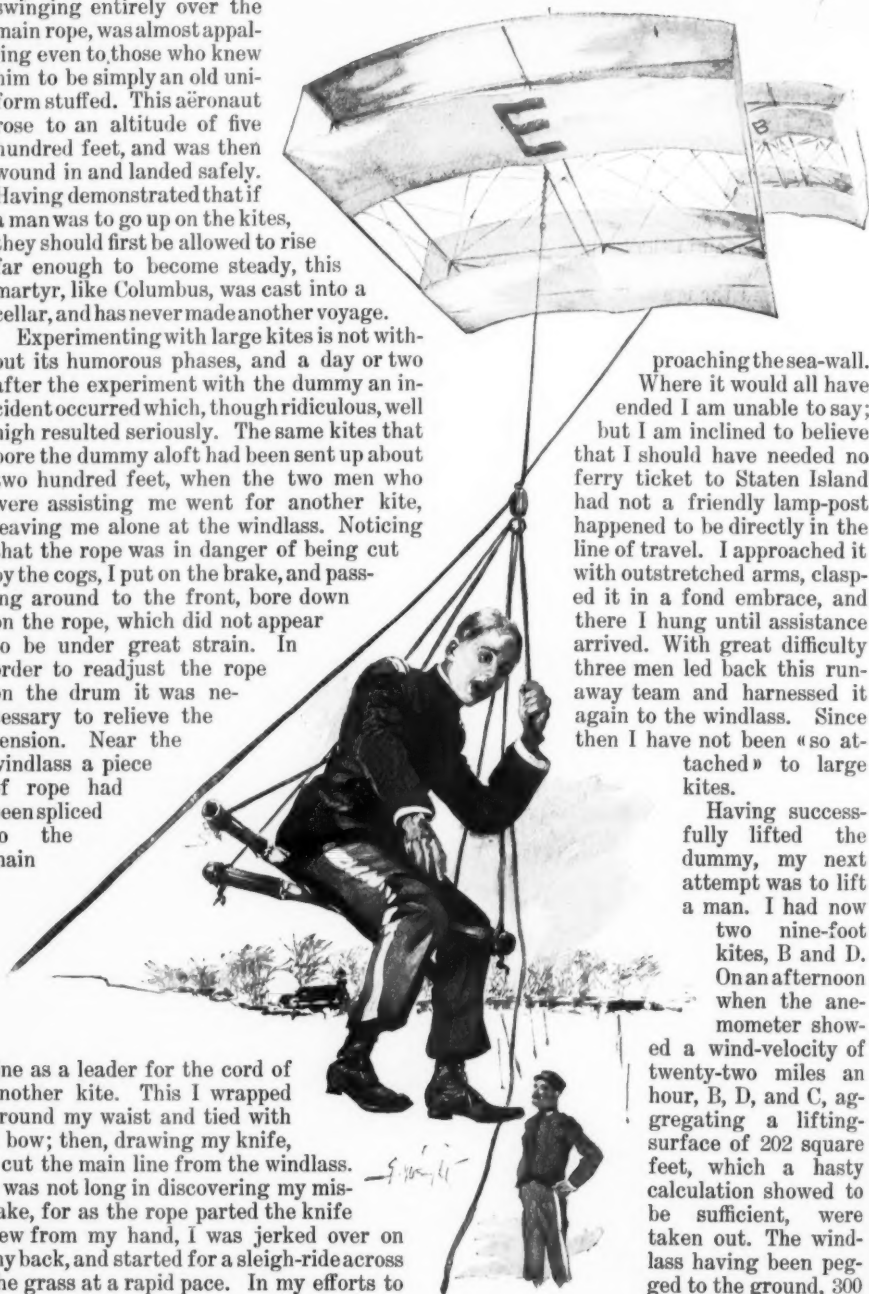 swinging entirely over the
main rope, was almost appal-
ling even to those who knew
him to be simply an old uni-
form stuffed. This aëronaut
rose to an altitude of five
hundred feet, and was then
wound in and landed safely.
Having demonstrated that if
a man was to go up on the kites,
they should first be allowed to rise
far enough to become steady, this
martyr, like Columbus, was cast into a
cellar, and has never made another voyage.
Experimenting with large kites is not with-
out its humorous phases, and a day or two
after the experiment with the dummy an in-
cident occurred which, though ridiculous, well
nigh resulted seriously. The same kites that
bore the dummy aloft had been sent up about
two hundred feet, when the two men who
were assisting me went for another kite,
leaving me alone at the windlass. Noticing
that the rope was in danger of being cut
by the cogs, I put on the brake, and pass-
ing around to the front, bore down
on the rope, which did not appear
to be under great strain. In
order to readjust the rope
on the drum it was ne-
cessary to relieve the
tension. Near the
windlass a piece
of rope had
been spliced
to the
main
one as a leader for the cord of
another kite. This I wrapped
around my waist and tied with
a bow; then, drawing my knife,
I cut the main line from the windlass.
I was not long in discovering my mis-
take, for as the rope parted the knife
flew from my hand, I was jerked over on
my back, and started for a sleigh-ride across
the grass at a rapid pace. In my efforts to
E
B
proaching the sea-wall.
Where it would all have
ended I am unable to say;
but I am inclined to believe
that I should have needed no
ferry ticket to Staten Island
had not a friendly lamp-post
happened to be directly in the
line of travel. I approached it
with outstretched arms, clasp-
ed it in a fond embrace, and
there I hung until assistance
arrived. With great difficulty
three men led back this run-
away team and harnessed it
again to the windlass. Since
then I have not been «so at-
tached» to large
kites.
Having success-
fully lifted the
dummy, my next
attempt was to lift
a man. I had now
two nine-foot
kites, B and D.
On an afternoon
when the ane-
mometer show-
ed a wind-velocity of
twenty-two miles an
hour, B, D, and C, ag-
gregating a lifting-
surface of 202 square
feet, which a hasty
calculation showed to
be sufficient, were
taken out. The wind-
lass having been peg-
ged to the ground, 300